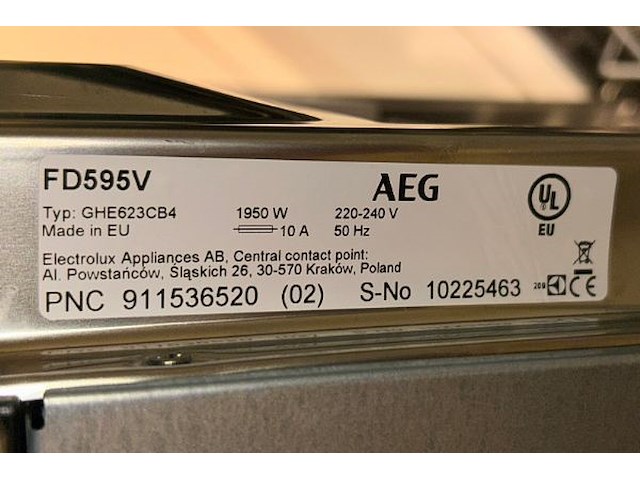 FD595V
AEG
UL
EU
Typ: GHE623CB4 1950 W 220-240 V
Made in EU 10 A 50 Hz
Electrolux Appliances AB, Central contact point:
Al. Powstańców, Śląskich 26, 30-570 Kraków, Poland
PNC 911536520 (02) S-No 10225463
CE